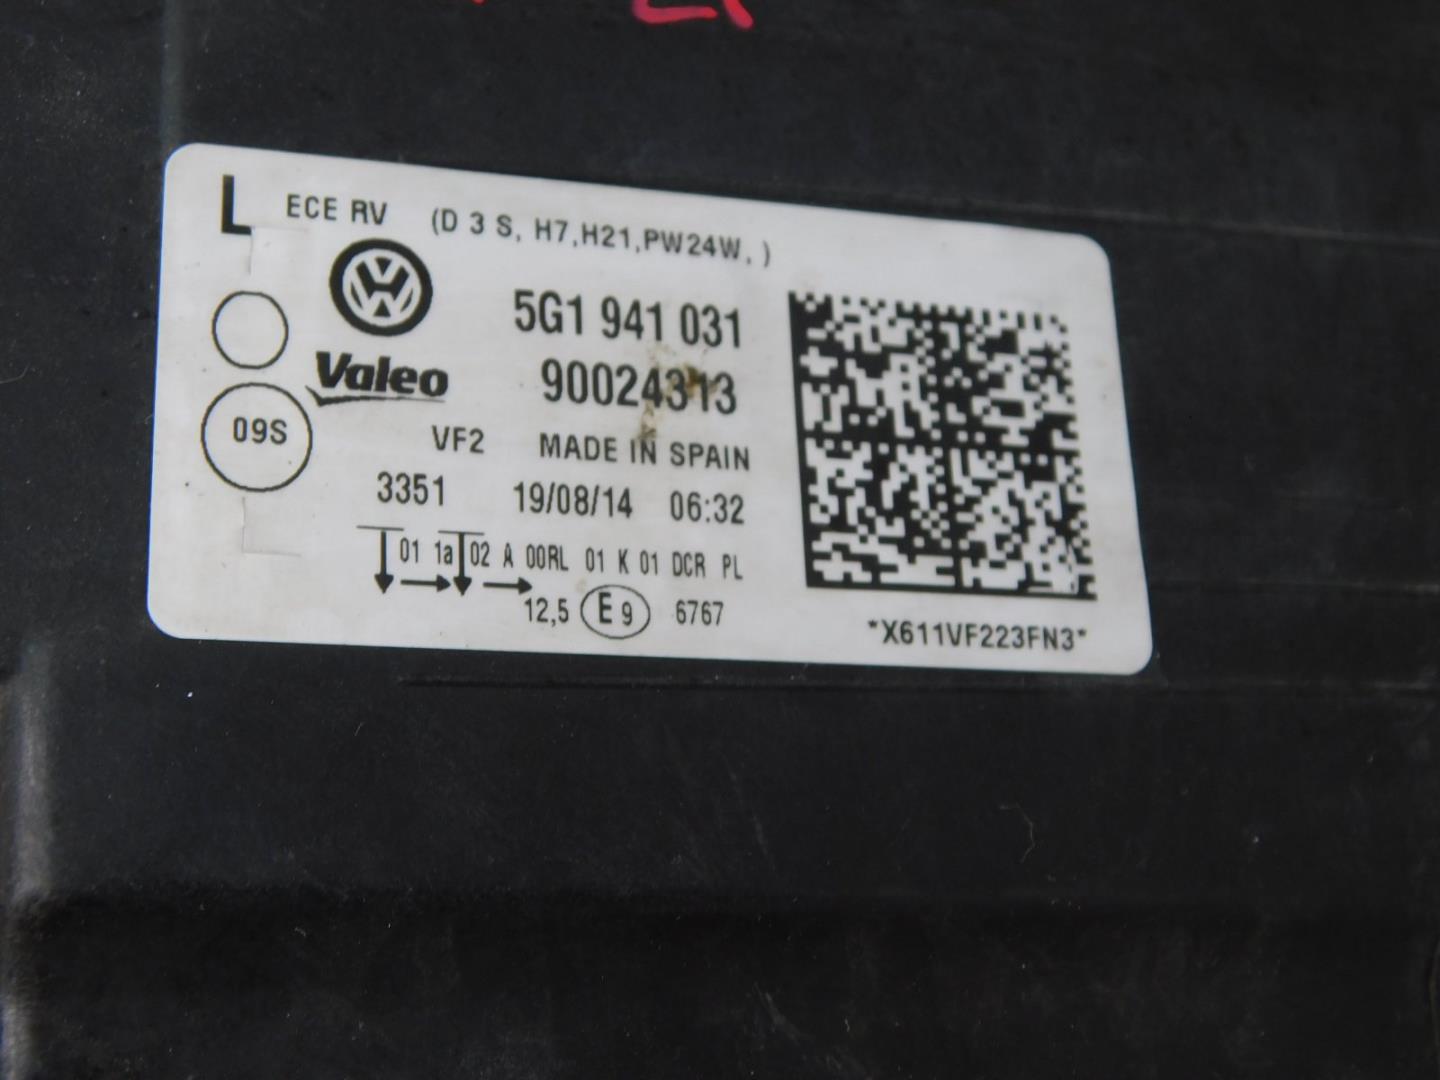 L ECE RV (D 3 S, H7,H21,PW24W, )
5G1 941 031
Valeo 90024313
09S VF2 MADE IN SPAIN
3351 19/08/14 06:32
01 1a 02 A 00RL 01 K 01 DCR PL
12,5 E9 6767
*X611VF223FN3*